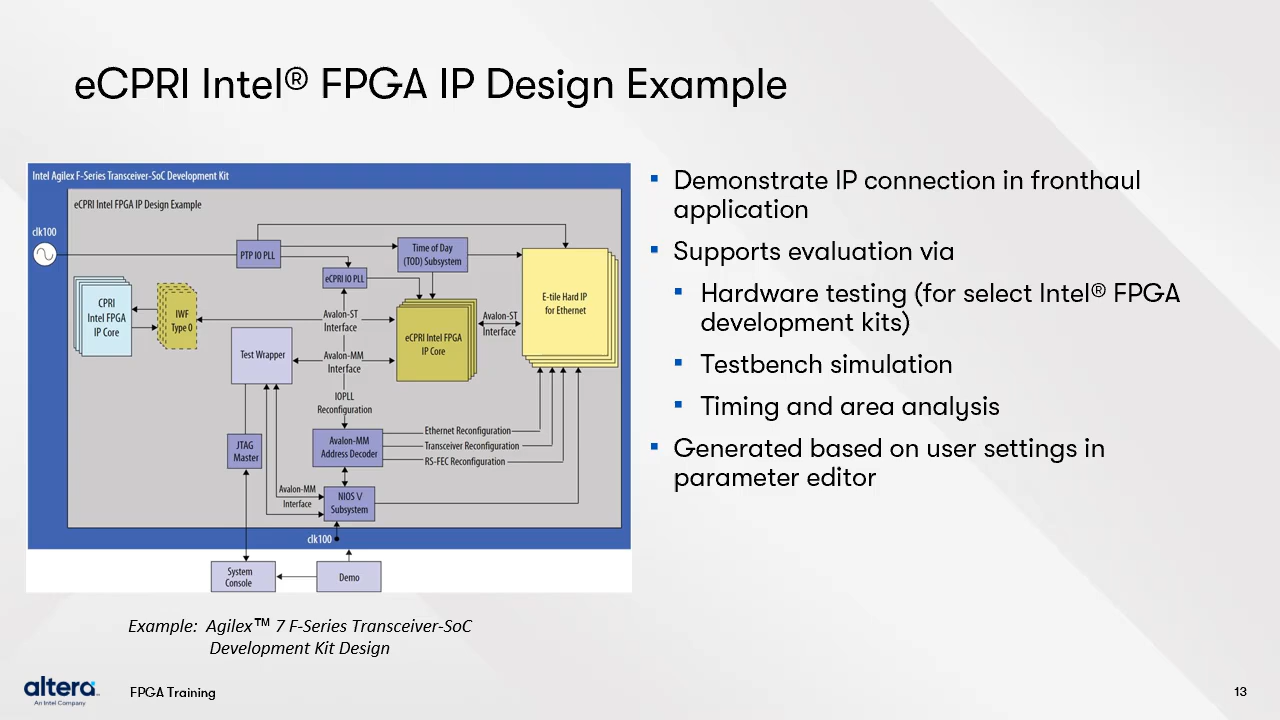 eCPRI Intel® FPGA IP Design Example
Intel Agilex F-Series Transceiver-SoC Development Kit
eCPRI Intel FPGA IP Design Example
clk100
PTP IO PLL
Time of Day
(TOD) Subsystem
eCPRI IO PLL
CPRI
Intel FPGA
IP Core
IWF
Type 0
Avalon-ST
Interface
eCPRI Intel FPGA
IP Core
Avalon-ST
Interface
E-tile Hard IP
for Ethernet
Test Wrapper
Avalon-MM
Interface
IOPLL
Reconfiguration
Avalon-MM
Address Decoder
Ethernet Reconfiguration
Transceiver Reconfiguration
RS-FEC Reconfiguration
JTAG
Master
Avalon-MM
Interface
NIOS V
Subsystem
clk100
System
Console
Demo
Example: Agilex™ 7 F-Series Transceiver-SoC
Development Kit Design
▪ Demonstrate IP connection in fronthaul
application
▪ Supports evaluation via
▪ Hardware testing (for select Intel® FPGA
development kits)
▪ Testbench simulation
▪ Timing and area analysis
▪ Generated based on user settings in
parameter editor
altera™
An Intel Company
FPGA Training
13